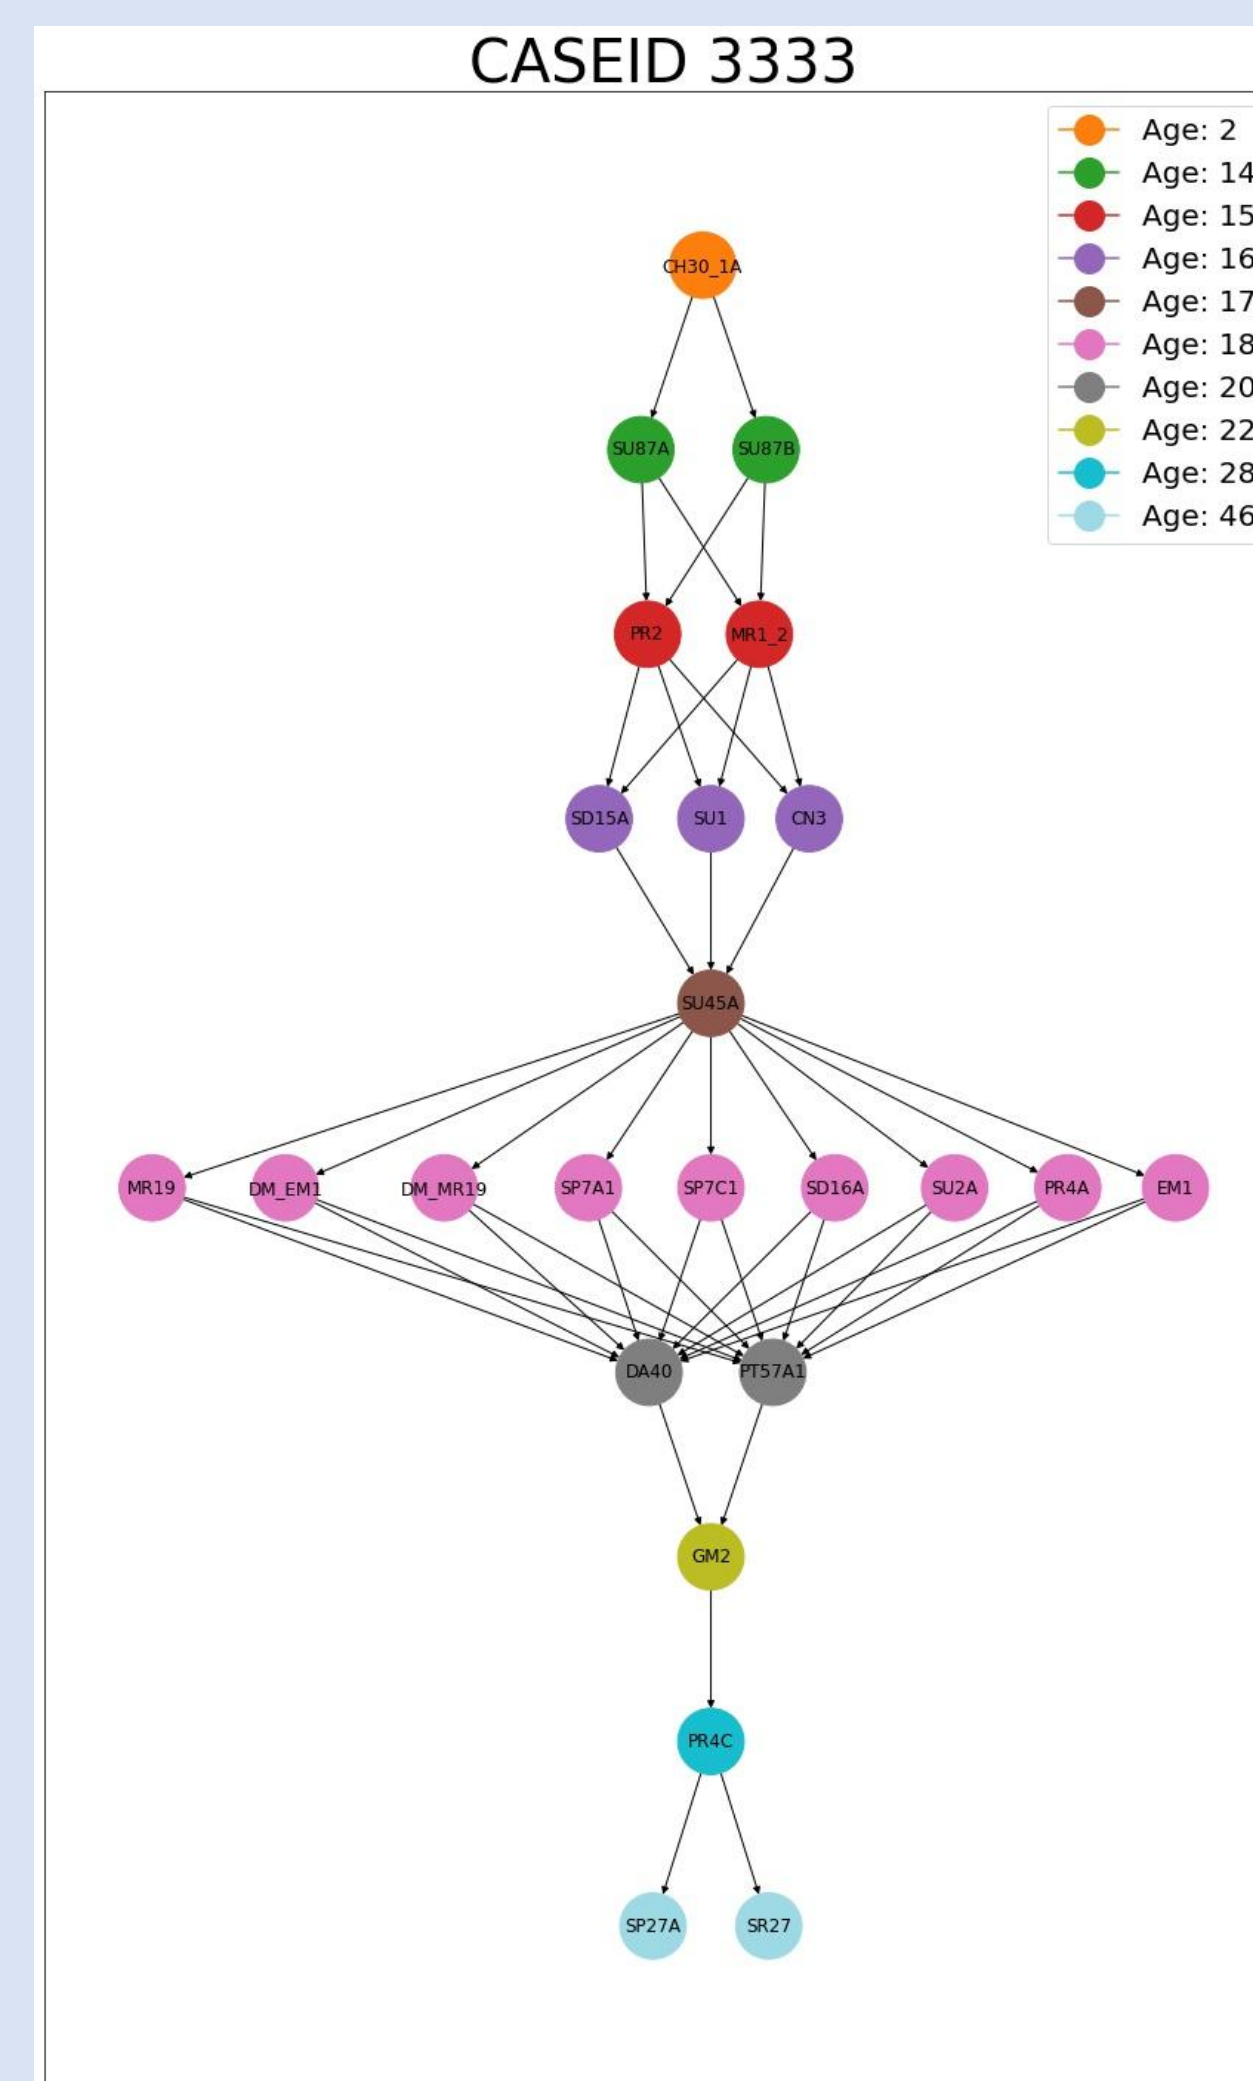 CASEID 3333
Age: 2
Age: 14
Age: 15
Age: 16
Age: 17
Age: 18
Age: 20
Age: 22
Age: 28
Age: 46
CH30_1A
SU87A SU87B
PR2 MR1_2
SD15A SU1 CN3
SU45A
MR19 DM_EM1 DM_MR19 SP7A1 SP7C1 SD16A SU2A PR4A EM1
DA40 PT57A1
GM2
PR4C
SP27A SR27